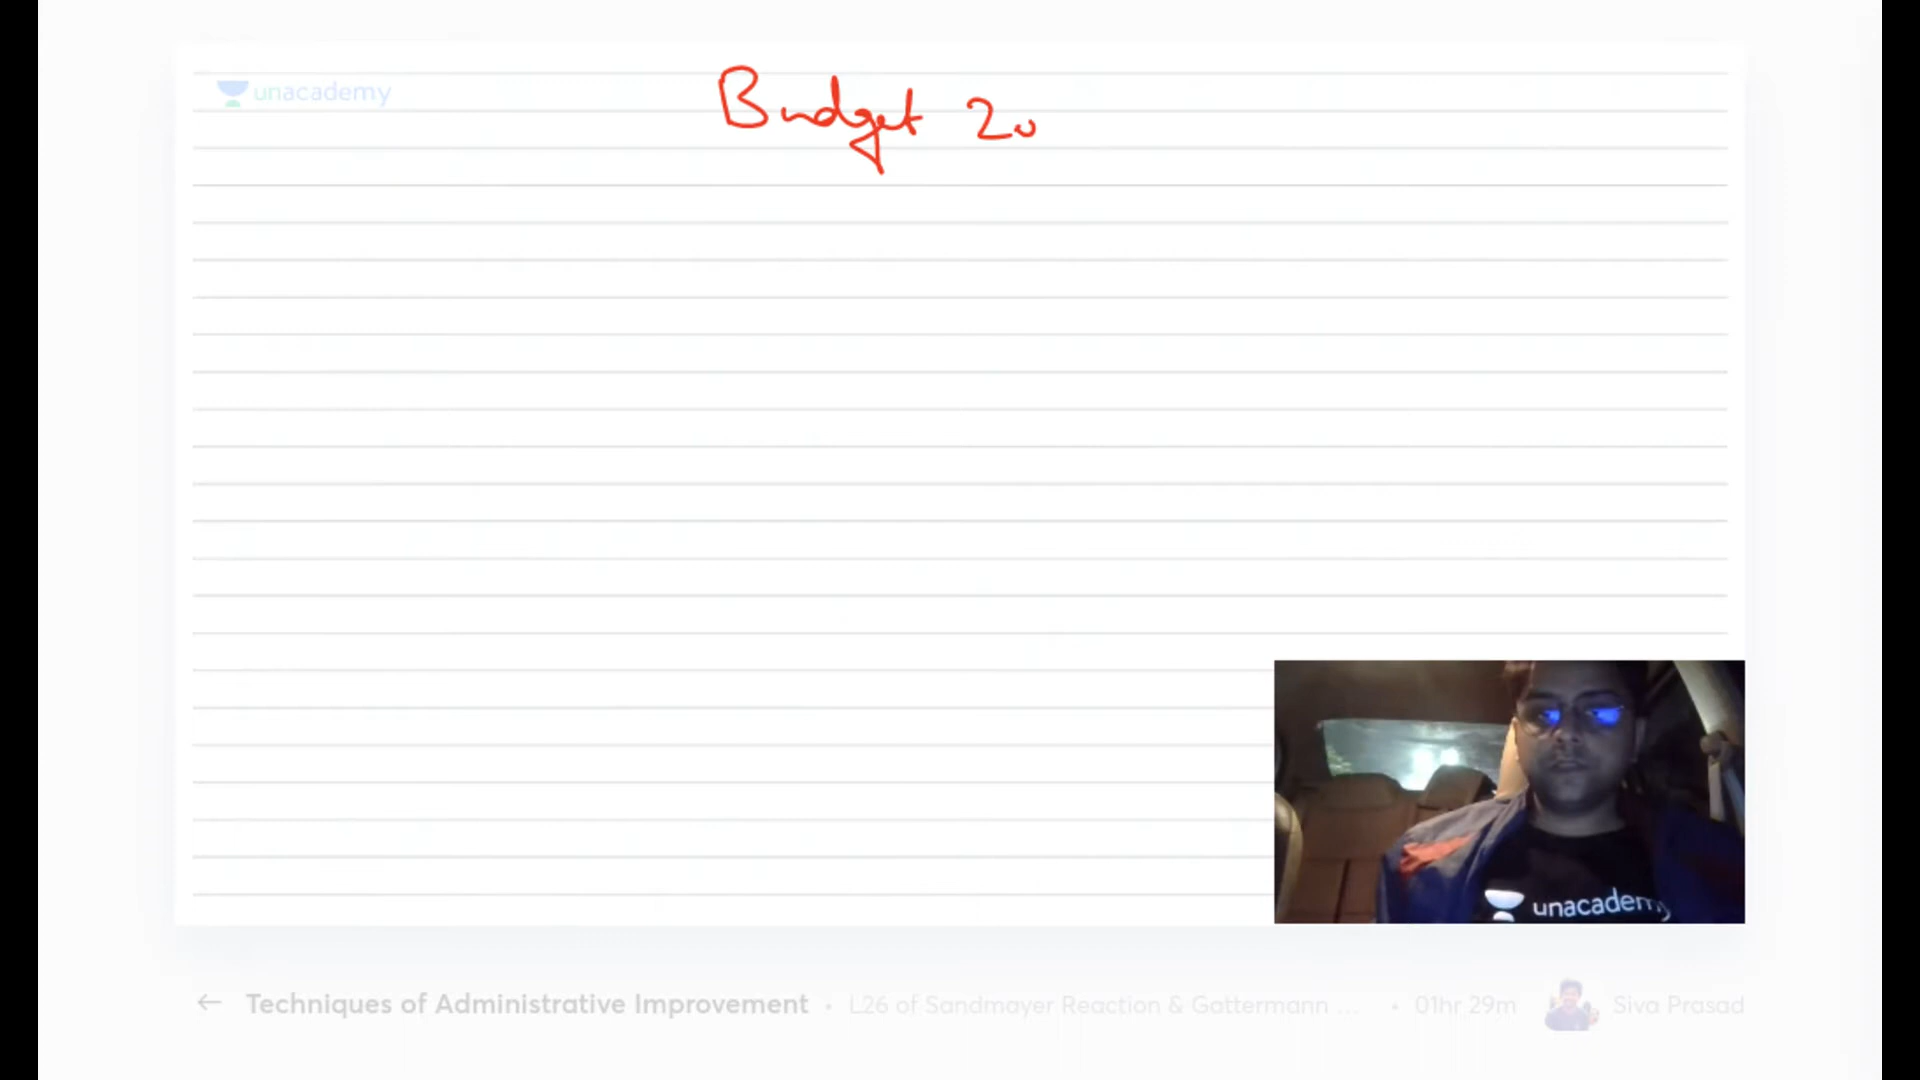 unacademy
Budget 20
unacademy
Techniques of Administrative Improvement • L26 of Sandmayer Reaction & Gattermann ... • 01hr 29m Siva Prasad